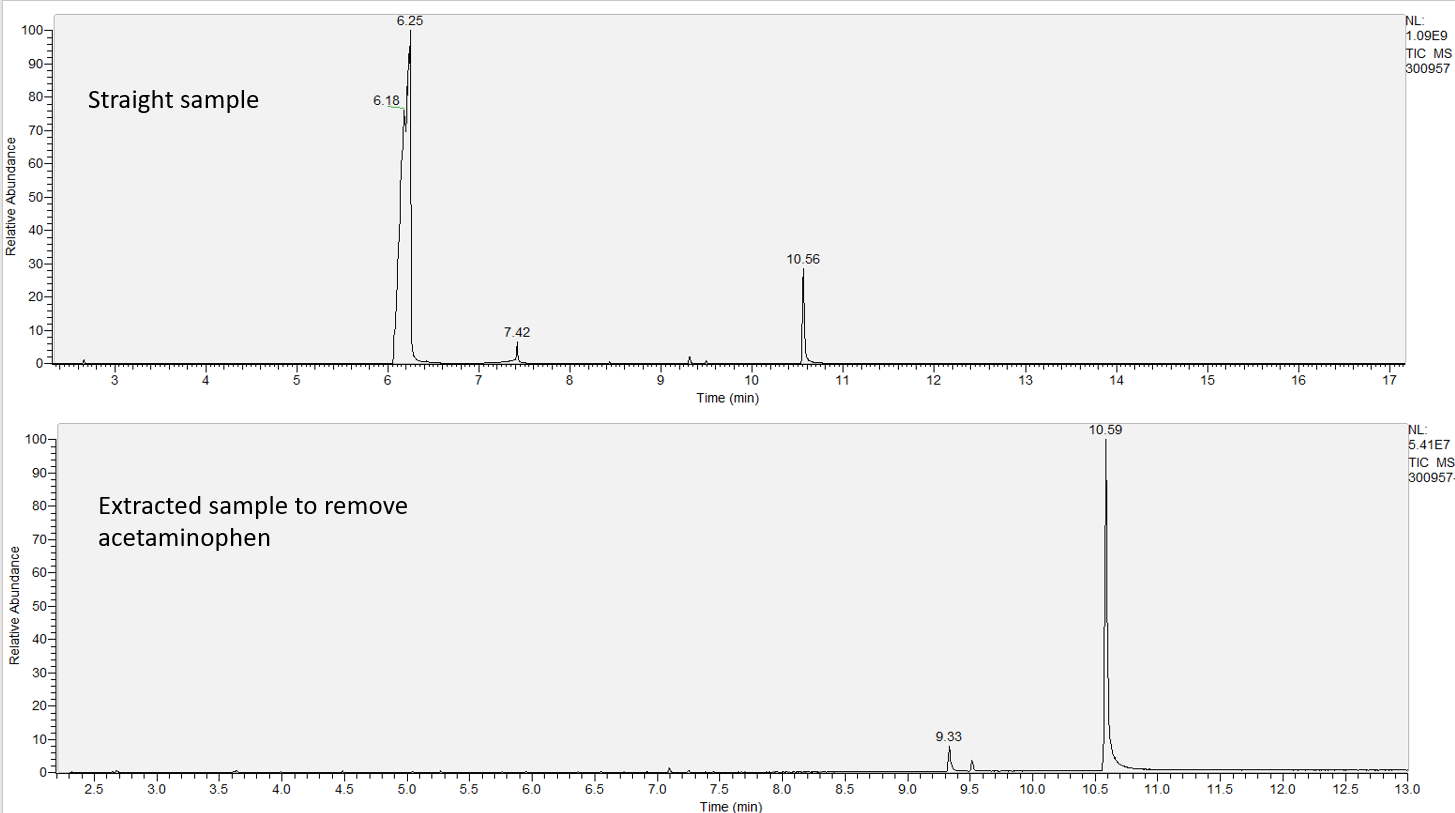 6.25
NL:
1.09E9
TIC MS
300957
100
90
80
70
60
50
40
30
20
10
0
Relative Abundance
Straight sample
6.18
7.42
10.56
3 4 5 6 7 8 9 10 11 12 13 14 15 16 17
Time (min)
10.59
NL:
5.41E7
TIC MS
300957-
100
90
80
70
60
50
40
30
20
10
0
Relative Abundance
Extracted sample to remove
acetaminophen
9.33
2.5 3.0 3.5 4.0 4.5 5.0 5.5 6.0 6.5 7.0 7.5 8.0 8.5 9.0 9.5 10.0 10.5 11.0 11.5 12.0 12.5 13.0
Time (min)